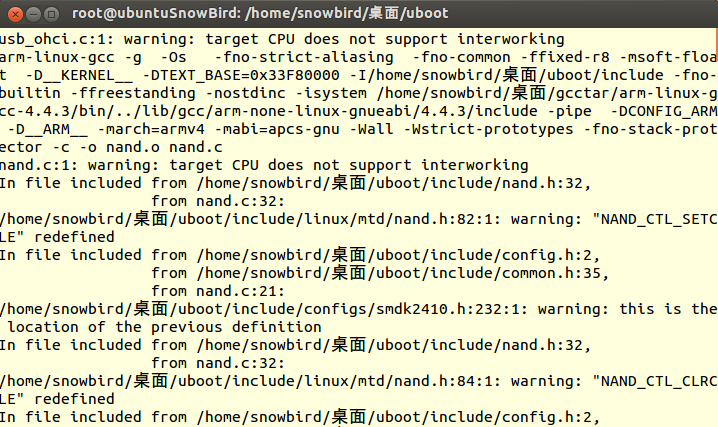 root@ubuntuSnowBird: /home/snowbird/桌面/uboot
usb_ohci.c:1: warning: target CPU does not support interworking
arm-linux-gcc -g  -Os   -fno-strict-aliasing  -fno-common -ffixed-r8 -msoft-floa
t  -D__KERNEL__ -DTEXT_BASE=0x33F80000 -I/home/snowbird/桌面/uboot/include -fno-
builtin -ffreestanding -nostdinc -isystem /home/snowbird/桌面/gcctar/arm-linux-g
cc-4.4.3/bin/../lib/gcc/arm-none-linux-gnueabi/4.4.3/include -pipe  -DCONFIG_ARM
 -D__ARM__ -march=armv4 -mabi=apcs-gnu -Wall -Wstrict-prototypes -fno-stack-prot
ector -c -o nand.o nand.c
nand.c:1: warning: target CPU does not support interworking
In file included from /home/snowbird/桌面/uboot/include/nand.h:32,
                 from nand.c:32:
/home/snowbird/桌面/uboot/include/linux/mtd/nand.h:82:1: warning: "NAND_CTL_SETC
LE" redefined
In file included from /home/snowbird/桌面/uboot/include/config.h:2,
                 from /home/snowbird/桌面/uboot/include/common.h:35,
                 from nand.c:21:
/home/snowbird/桌面/uboot/include/configs/smdk2410.h:232:1: warning: this is the
 location of the previous definition
In file included from /home/snowbird/桌面/uboot/include/nand.h:32,
                 from nand.c:32:
/home/snowbird/桌面/uboot/include/linux/mtd/nand.h:84:1: warning: "NAND_CTL_CLRC
LE" redefined
In file included from /home/snowbird/桌面/uboot/include/config.h:2,